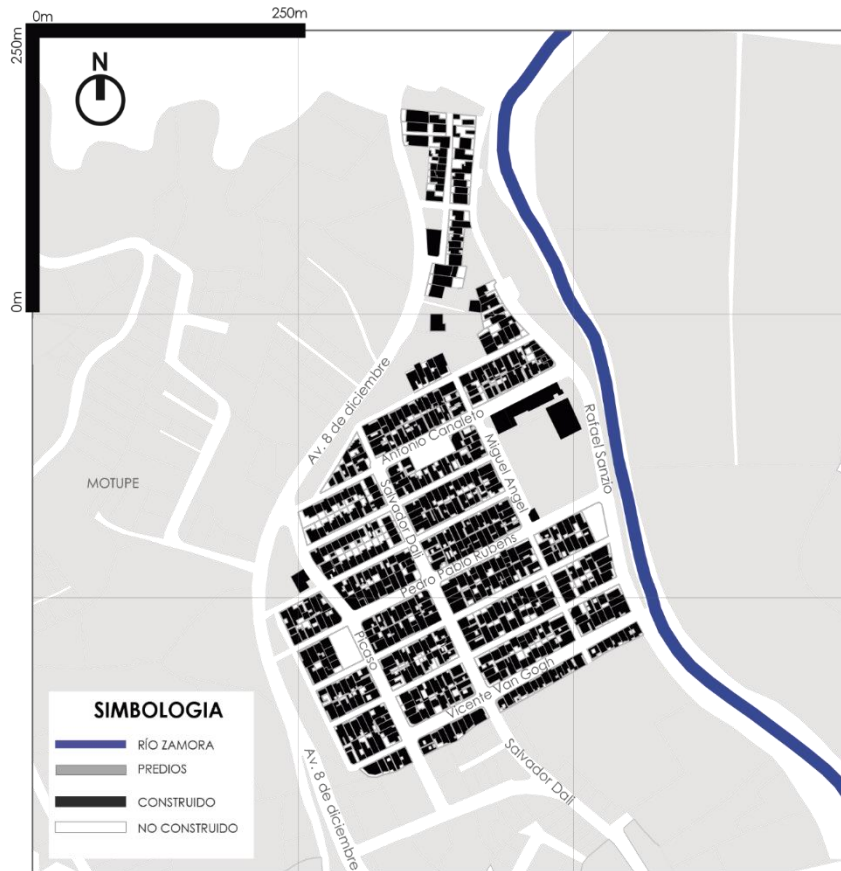 0m
250m
250m
0m
N
Av. 8 de diciembre
Antonio Canaleto
Miguel Angel
Rafael Sanzio
MOTUPE
Salvador Dalí
Pedro Pablo Rubens
Picaso
Vicente Van Gogh
Salvador Dalí
Av. 8 de diciembre
SIMBOLOGIA
RÍO ZAMORA
PREDIOS
CONSTRUIDO
NO CONSTRUIDO